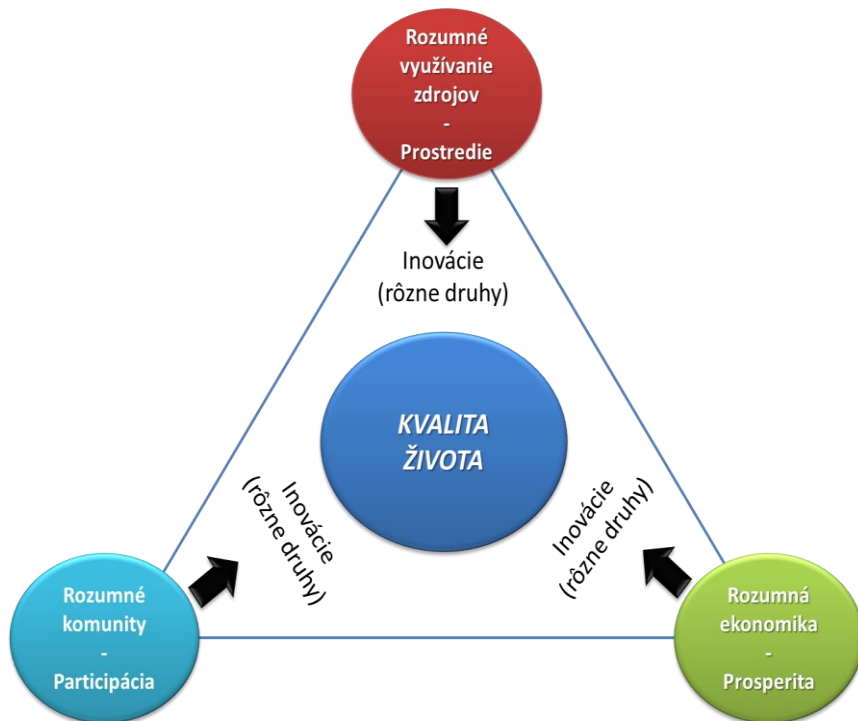 Rozumné
využívanie
zdrojov
-
Prostredie
Inovácie
(rôzne druhy)
KVALITA
ŽIVOTA
Inovácie
(rôzne druhy)
Inovácie
(rôzne druhy)
Rozumné
komunity
-
Participácia
Rozumná
ekonomika
-
Prosperita